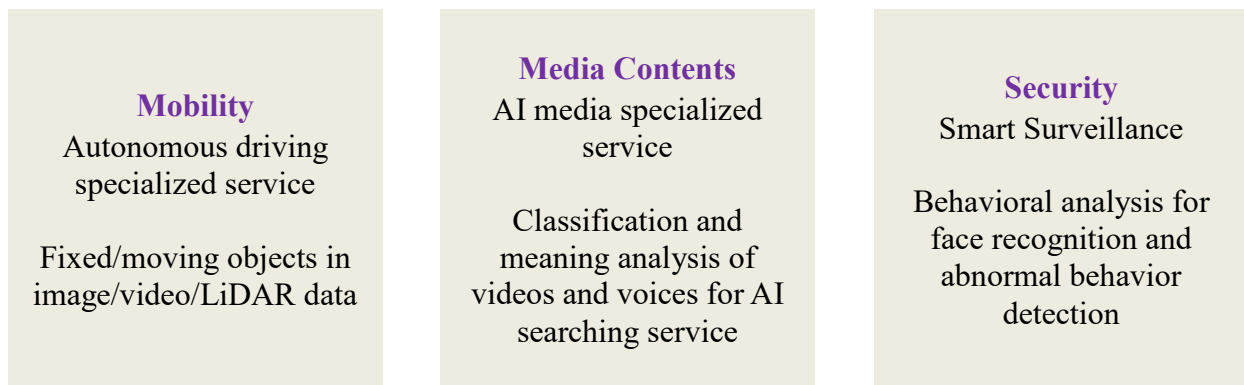 Mobility
Autonomous driving
specialized service
Fixed/moving objects in
image/video/LiDAR data
Media Contents
AI media specialized
service
Classification and
meaning analysis of
videos and voices for AI
searching service
Security
Smart Surveillance
Behavioral analysis for
face recognition and
abnormal behavior
detection